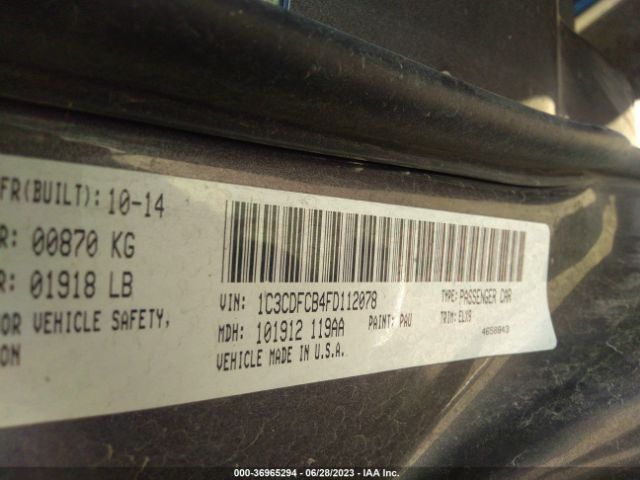 FR(BUILT): 10-14
R: 00870 KG
R: 01918 LB
OR VEHICLE SAFETY,
ON
VIN: 1C3CDFCB4FD112078 TYPE: PASSENGER CAR
MDH: 101912 119AA PAINT: PAU TRIM: ELX9
VEHICLE MADE IN U.S.A. 4658843
000-36965294 - 06/28/2023 - IAA Inc.